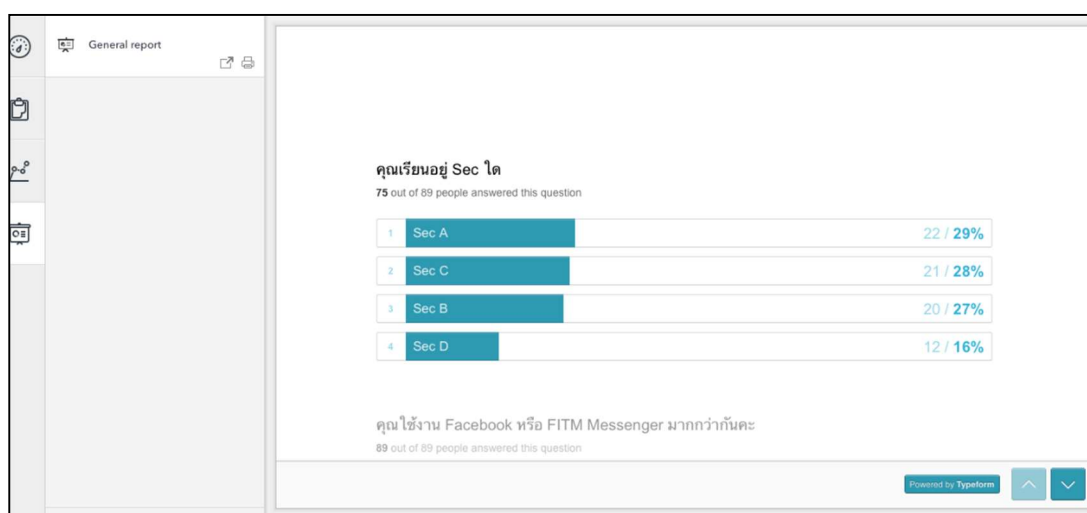 General report
คุณเรียนอยู่ Sec ใด
75 out of 89 people answered this question
1 Sec A 22 / 29%
2 Sec C 21 / 28%
3 Sec B 20 / 27%
4 Sec D 12 / 16%
คุณใช้งาน Facebook หรือ FITM Messenger มากกว่ากันคะ
89 out of 89 people answered this question
Powered by Typeform